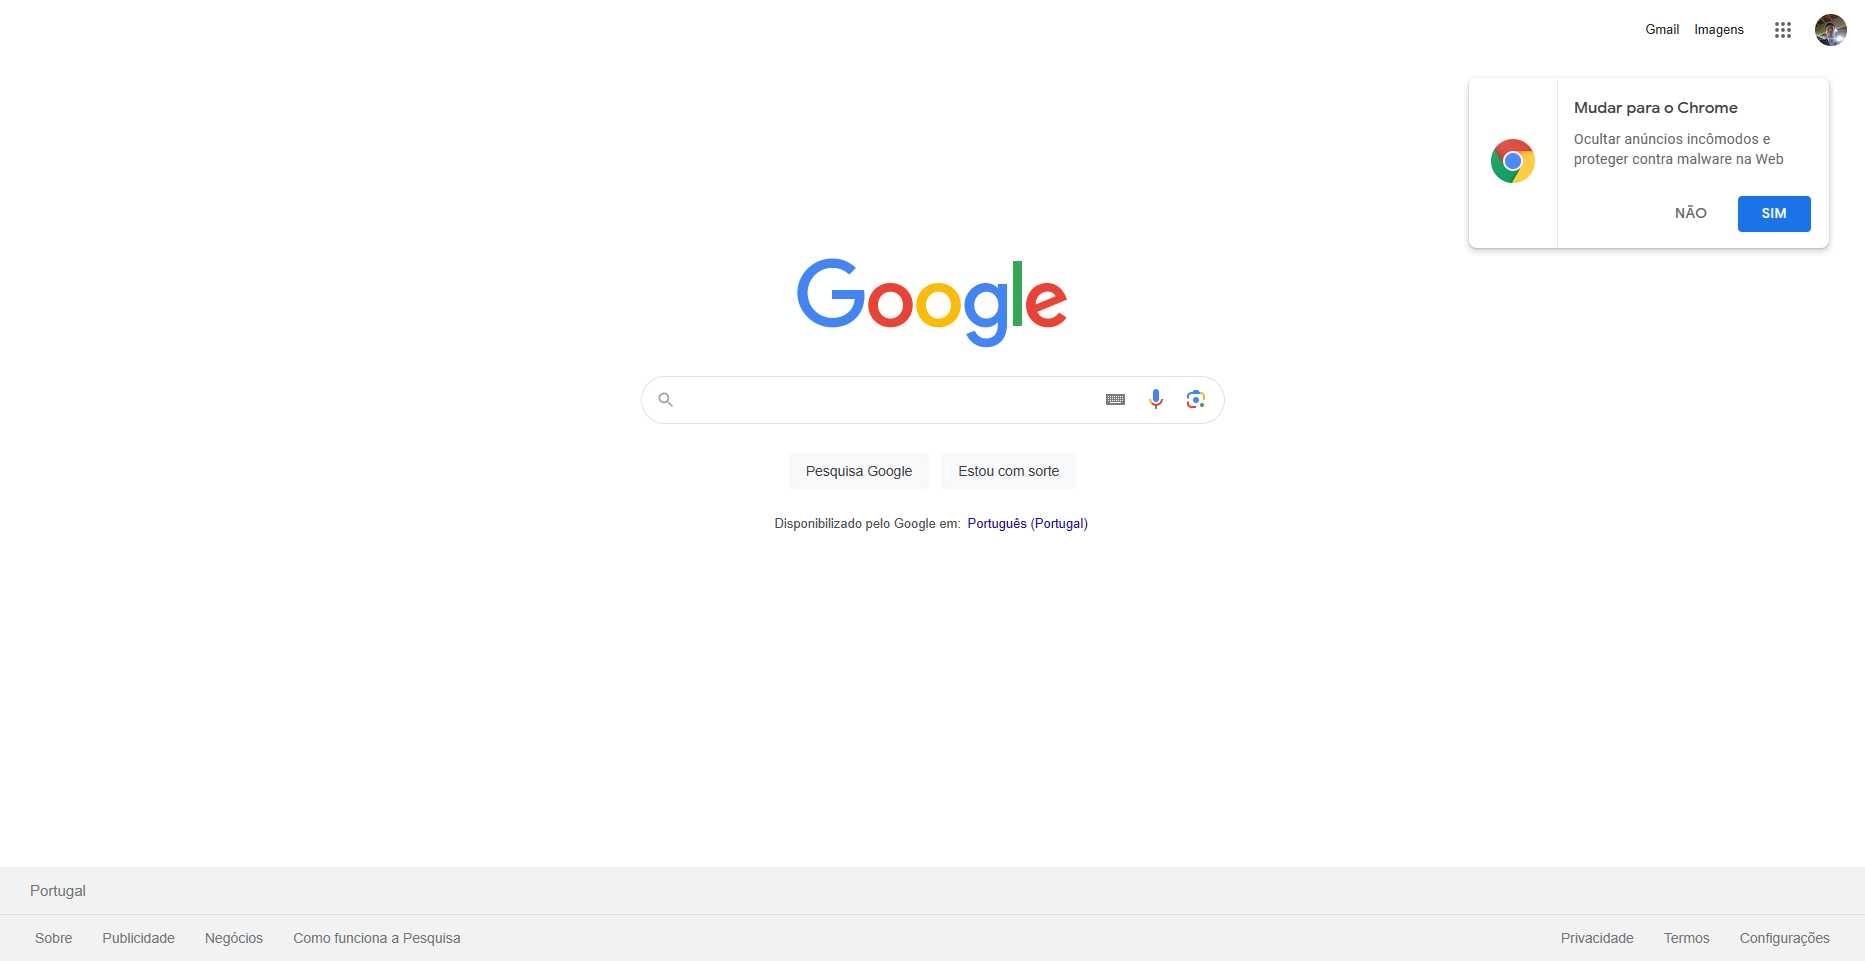 Gmail Imagens
Mudar para o Chrome
Ocultar anúncios incômodos e
proteger contra malware na Web
NÃO SIM
Google
Pesquisa Google Estou com sorte
Disponibilizado pelo Google em: Português (Portugal)
Portugal
Sobre Publicidade Negócios Como funciona a Pesquisa Privacidade Termos Configurações